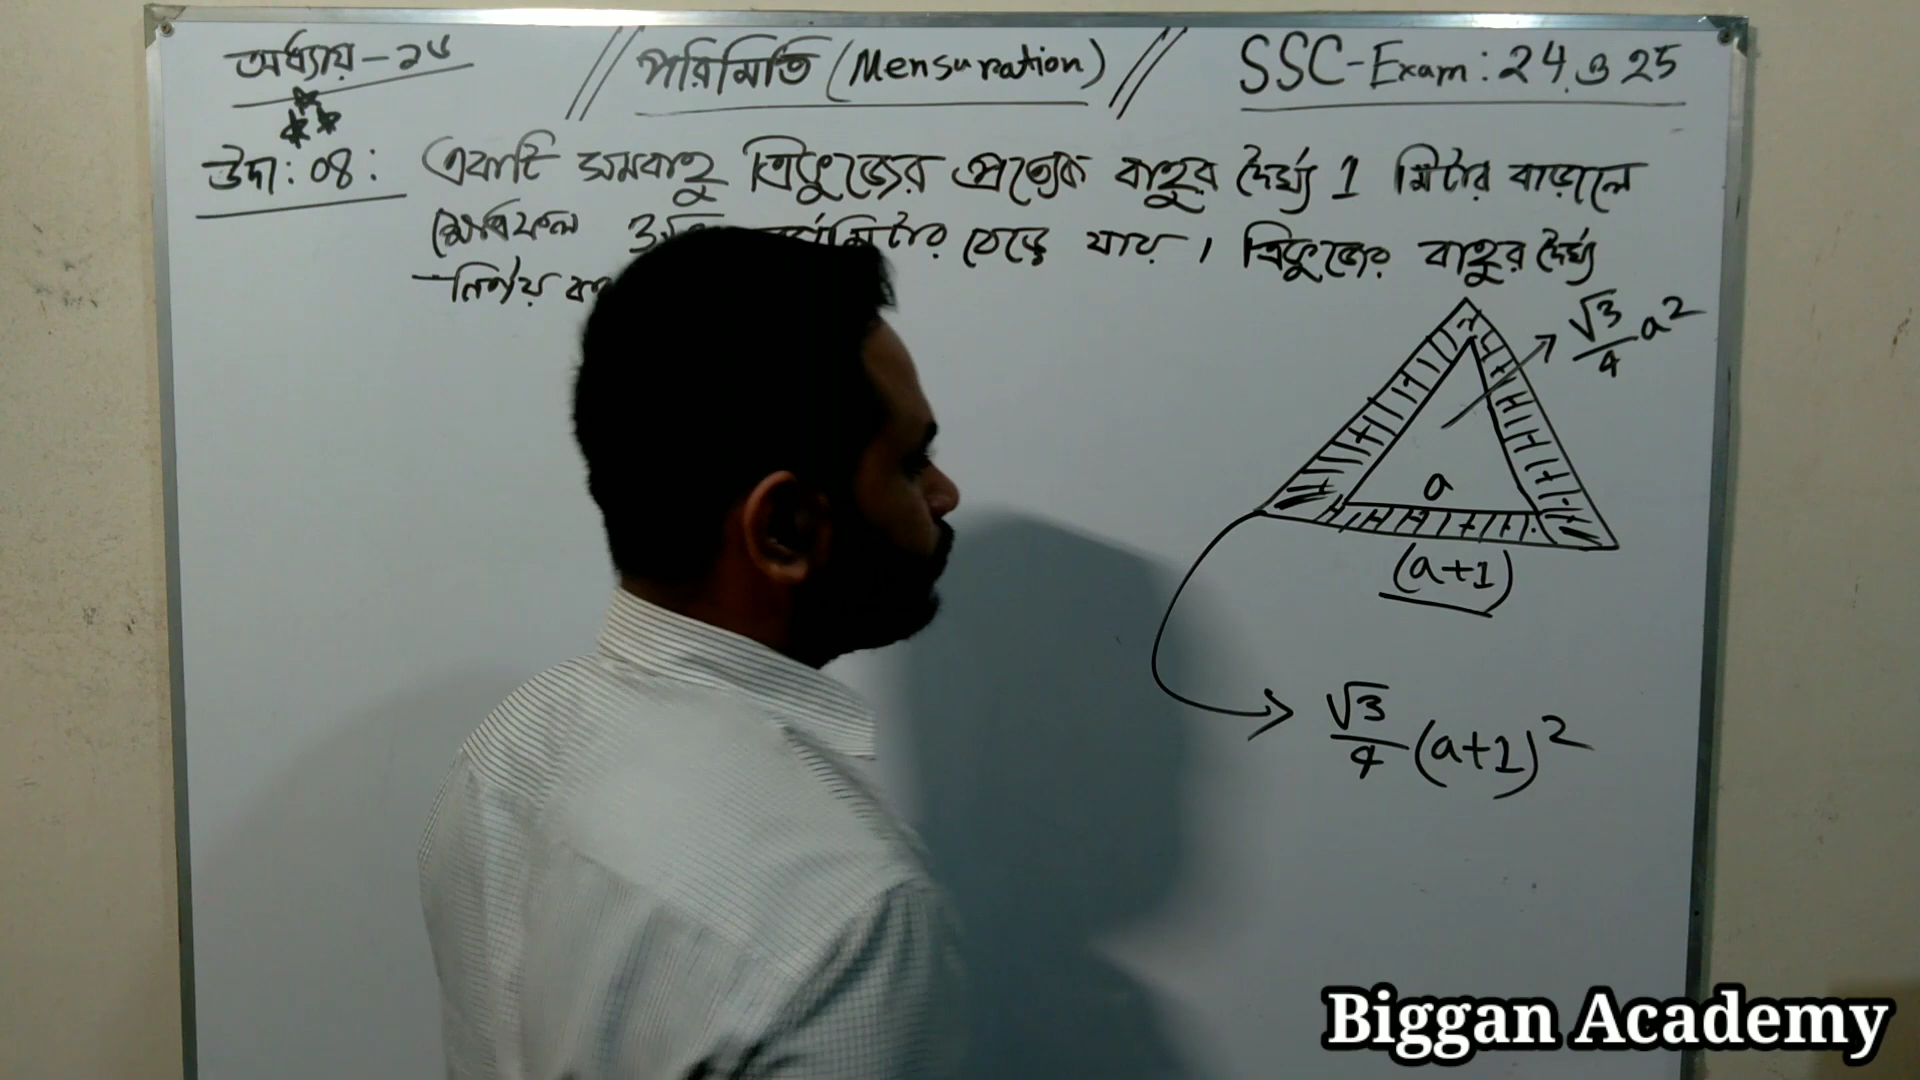 অধ্যায় - ১৬ // পরিমিতি (Mensuration) // SSC-Exam: 24 ও 25
উদা: ০৪: একটি সমবাহু ত্রিভুজের প্রত্যেক বাহুর দৈর্ঘ্য 1 মিটার বাড়ালে
ক্ষেত্রফল 3√ বর্গমিটার বেড়ে যায়। ত্রিভুজের বাহুর দৈর্ঘ্য
নির্ণয়
√3/4 a²
a
(a+1)
√3/4 (a+1)²
Biggan Academy